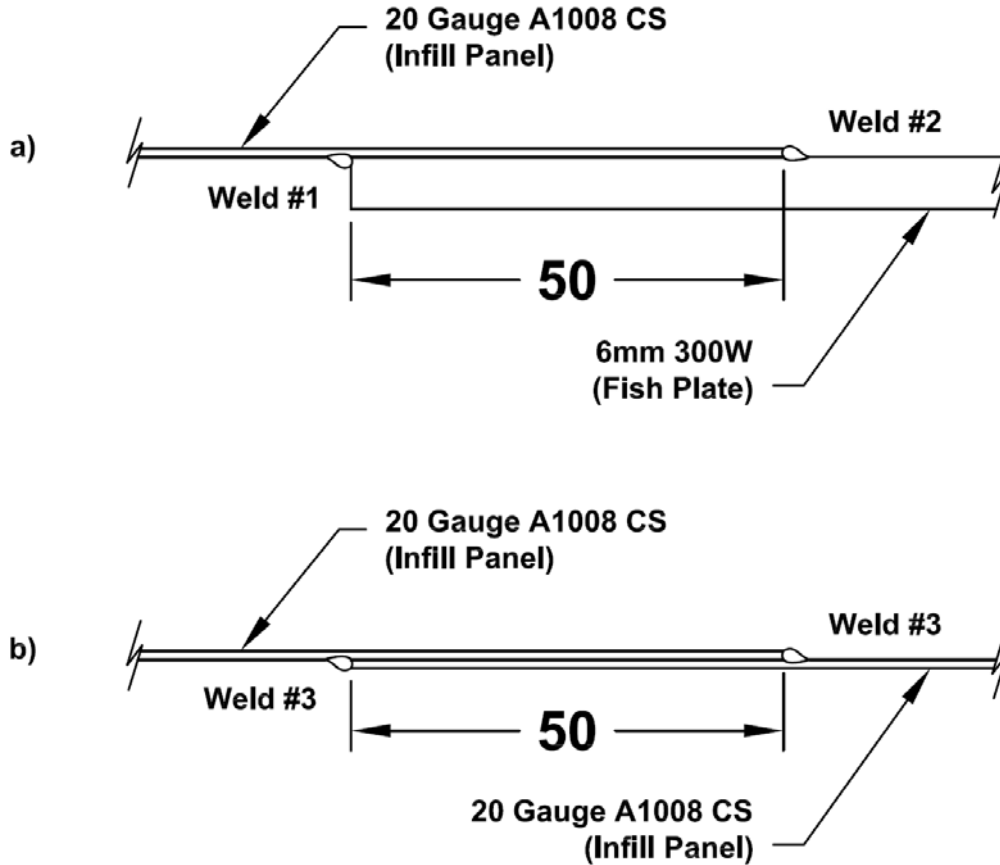 20 Gauge A1008 CS
(Infill Panel)
a)
Weld #2
Weld #1
50
6mm 300W
(Fish Plate)
20 Gauge A1008 CS
(Infill Panel)
b)
Weld #3
Weld #3
50
20 Gauge A1008 CS
(Infill Panel)